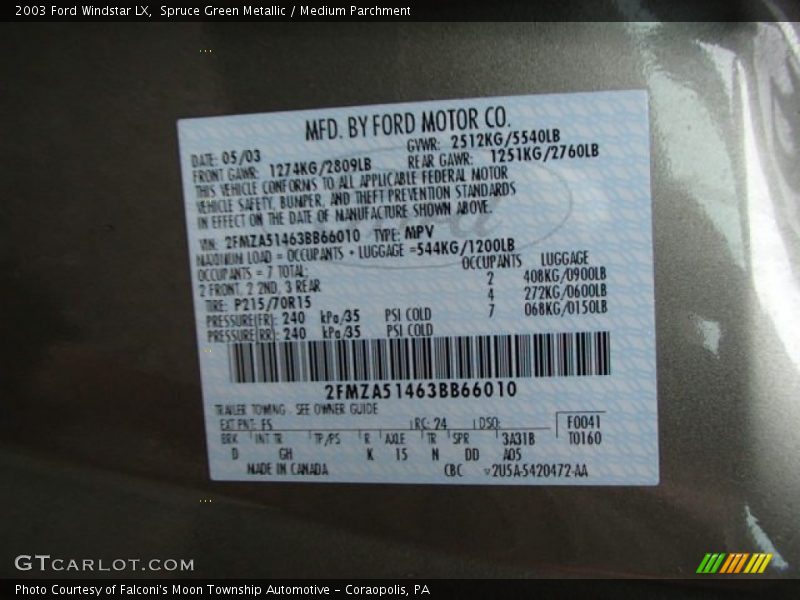 2003 Ford Windstar LX,  Spruce Green Metallic / Medium Parchment
MFD. BY FORD MOTOR CO.
DATE: 05/03 GVWR: 2512KG/5540LB
FRONT GAWR: 1274KG/2809LB REAR GAWR: 1251KG/2760LB
THIS VEHICLE CONFORMS TO ALL APPLICABLE FEDERAL MOTOR
VEHICLE SAFETY, BUMPER, AND THEFT PREVENTION STANDARDS
IN EFFECT ON THE DATE OF MANUFACTURE SHOWN ABOVE.
VIN: 2FMZA51463BB66010 TYPE: MPV
MAXIMUM LOAD = OCCUPANTS + LUGGAGE =544KG/1200LB
OCCUPANTS = 7 TOTAL: OCCUPANTS LUGGAGE
2 FRONT, 2 2ND, 3 REAR 2 408KG/0900LB
TIRE: P215/70R15 4 272KG/0600LB
PRESSURE(FR): 240 kPa/35 PSI COLD 7 068KG/0150LB
PRESSURE(RR): 240 kPa/35 PSI COLD
2FMZA51463BB66010
TRAILER TOWING - SEE OWNER GUIDE
EXT PNT: FS RC: 24 DSO: F0041
BRK INT TR TP/PS R AXLE TR SPR 3A31B T0160
D GH K 15 N DD A05
MADE IN CANADA CBC 2U5A-5420472-AA
GTCARLOT.COM
Photo Courtesy of Falconi's Moon Township Automotive – Coraopolis, PA